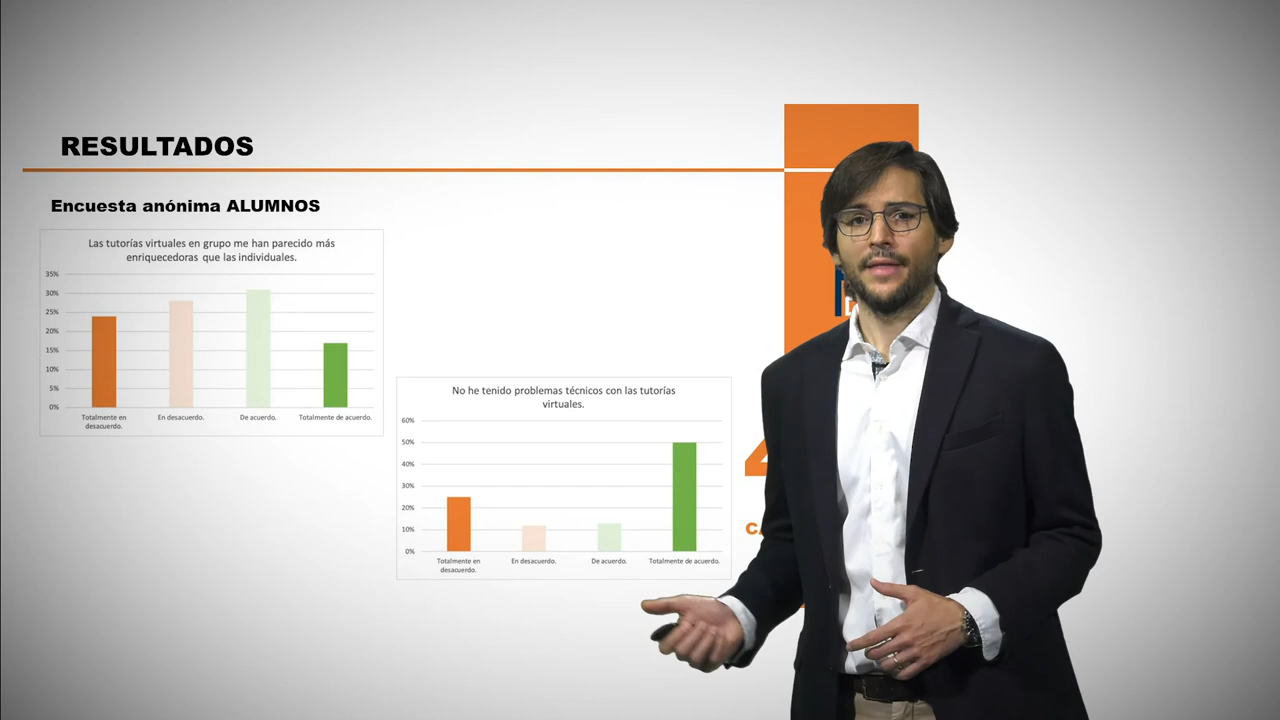 RESULTADOS
Encuesta anónima ALUMNOS
Las tutorías virtuales en grupo me han parecido más
enriquecedoras que las individuales.
35%
30%
25%
20%
15%
10%
5%
0%
Totalmente en
desacuerdo.
En desacuerdo.
De acuerdo.
Totalmente de acuerdo.
No he tenido problemas técnicos con las tutorías
virtuales.
60%
50%
40%
30%
20%
10%
0%
Totalmente en
desacuerdo.
En desacuerdo.
De acuerdo.
Totalmente de acuerdo.